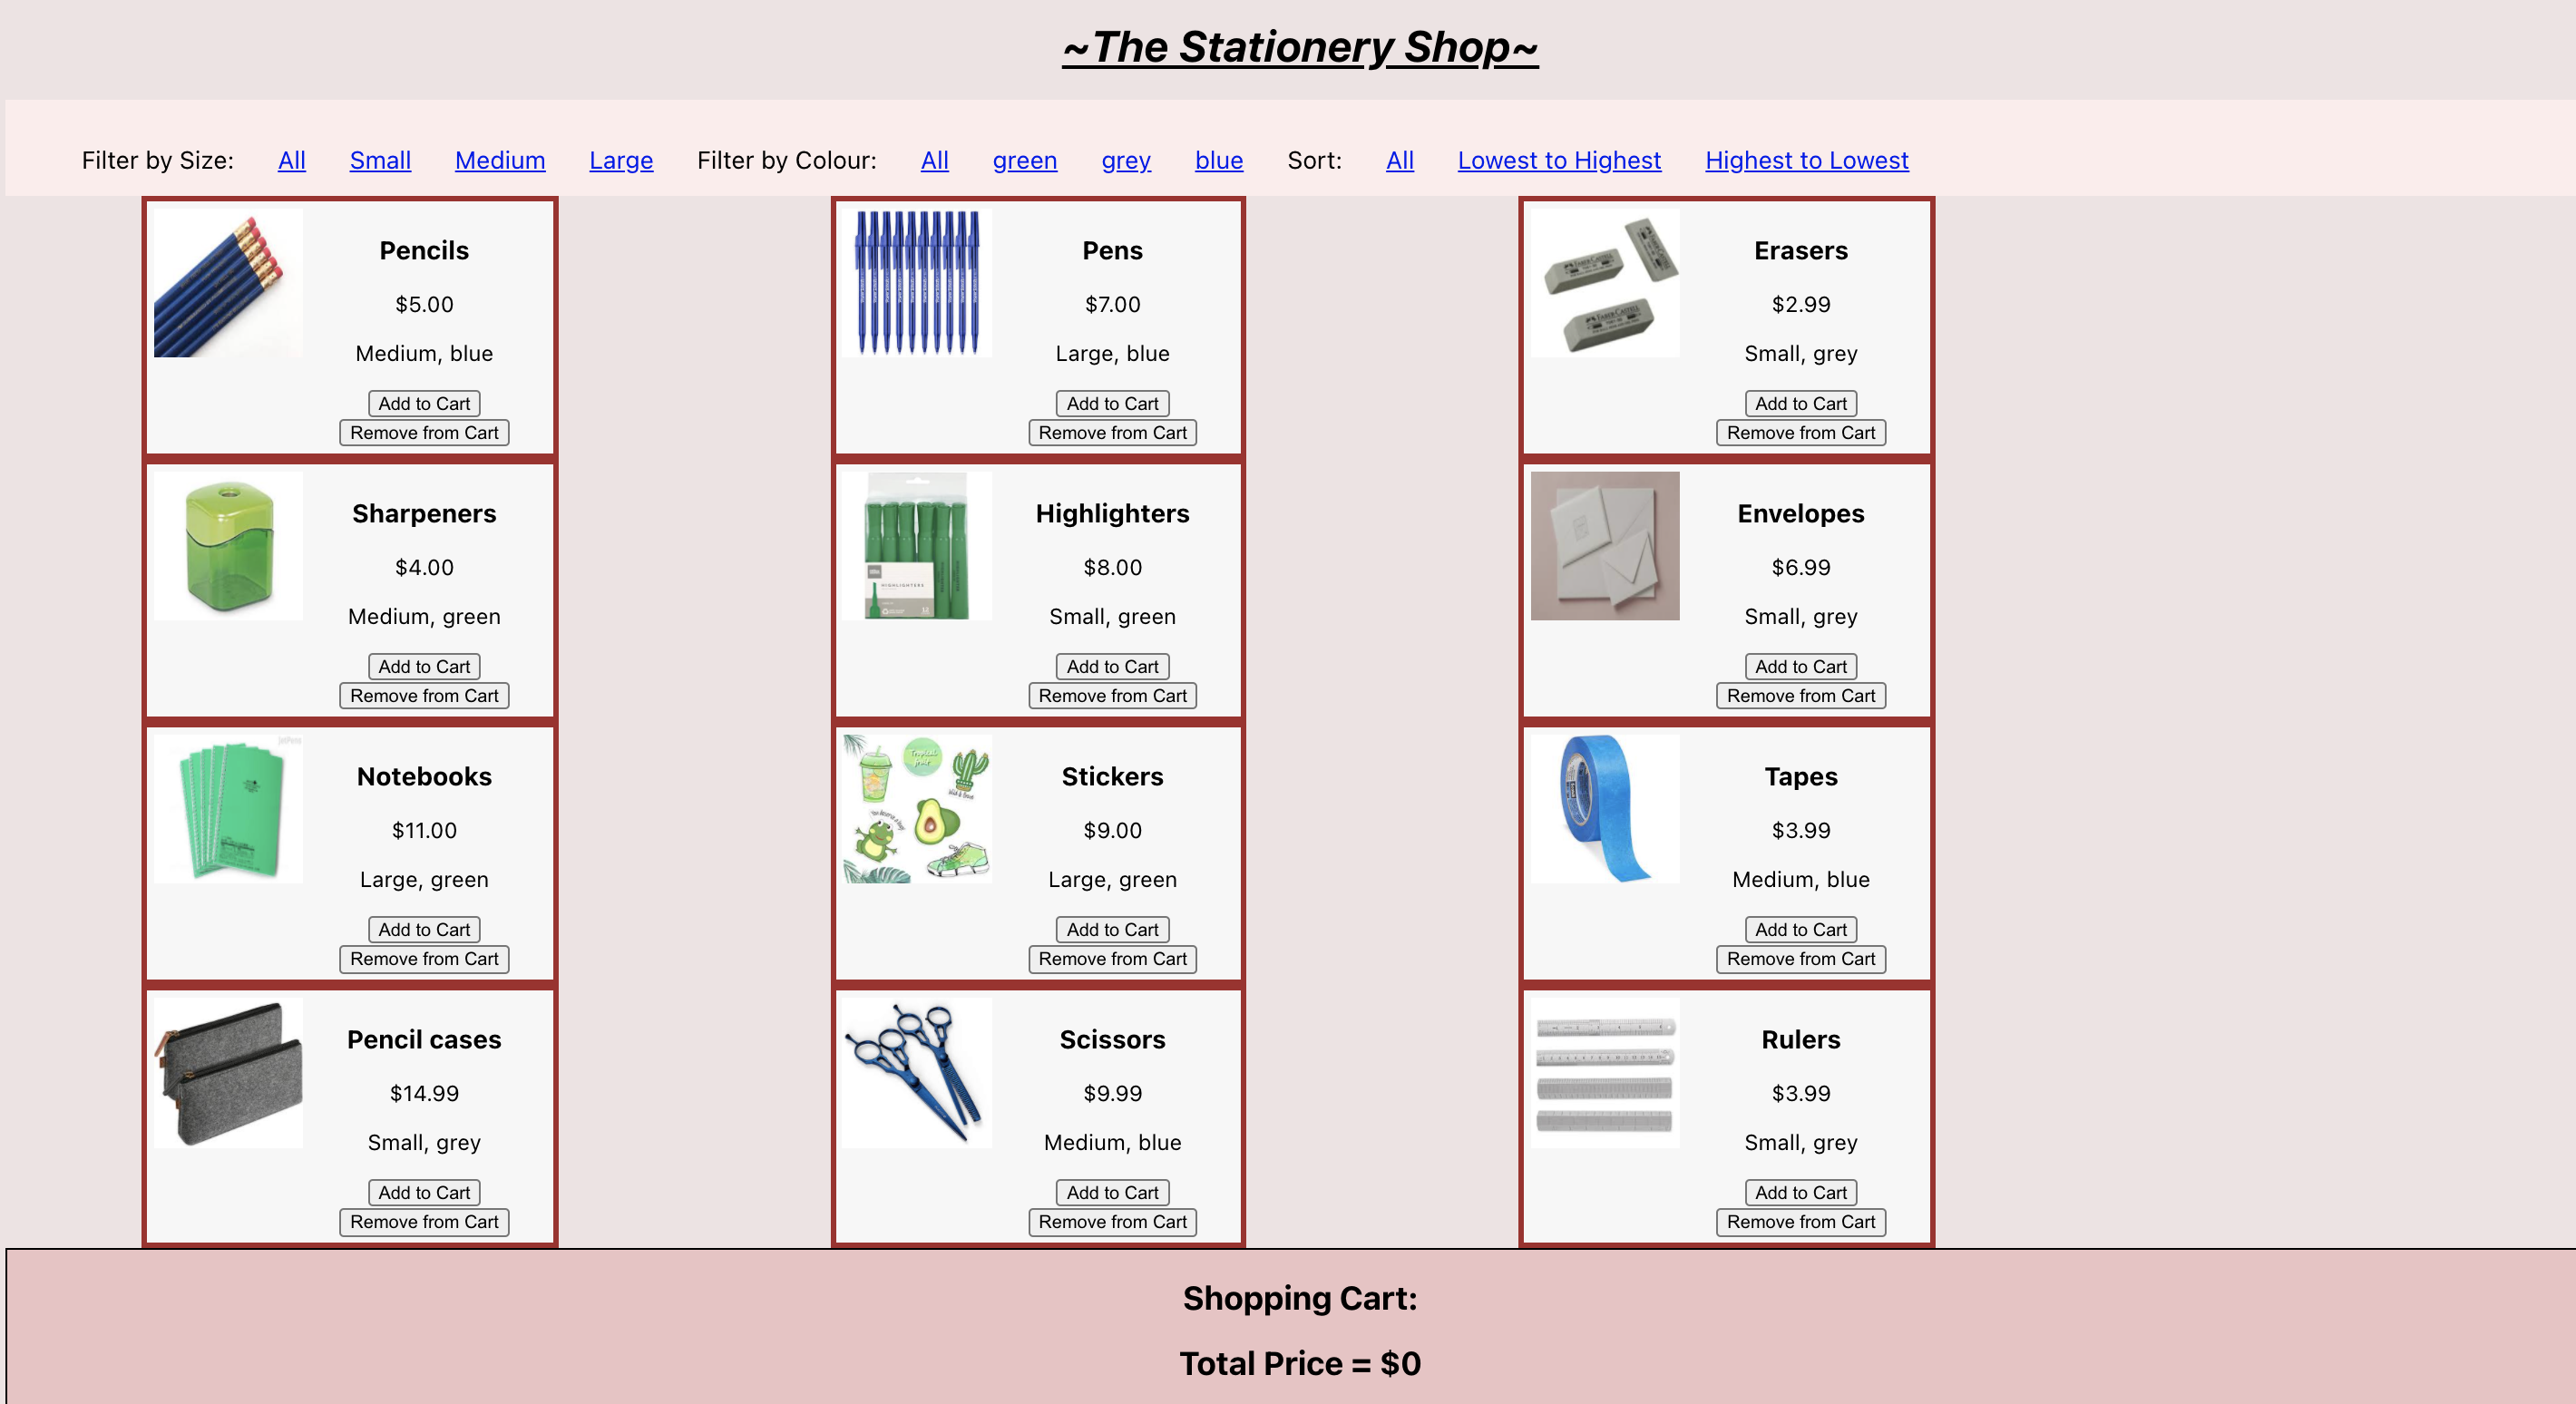 ~The Stationery Shop~
Filter by Size: All Small Medium Large Filter by Colour: All green grey blue Sort: All Lowest to Highest Highest to Lowest
Pencils
$5.00
Medium, blue
Add to Cart
Remove from Cart
Pens
$7.00
Large, blue
Add to Cart
Remove from Cart
Erasers
$2.99
Small, grey
Add to Cart
Remove from Cart
Sharpeners
$4.00
Medium, green
Add to Cart
Remove from Cart
HIGHLIGHTERS
Highlighters
$8.00
Small, green
Add to Cart
Remove from Cart
Envelopes
$6.99
Small, grey
Add to Cart
Remove from Cart
Notebooks
$11.00
Large, green
Add to Cart
Remove from Cart
Tropical
Stickers
$9.00
Large, green
Add to Cart
Remove from Cart
Tapes
$3.99
Medium, blue
Add to Cart
Remove from Cart
Pencil cases
$14.99
Small, grey
Add to Cart
Remove from Cart
Scissors
$9.99
Medium, blue
Add to Cart
Remove from Cart
Rulers
$3.99
Small, grey
Add to Cart
Remove from Cart
Shopping Cart:
Total Price = $0